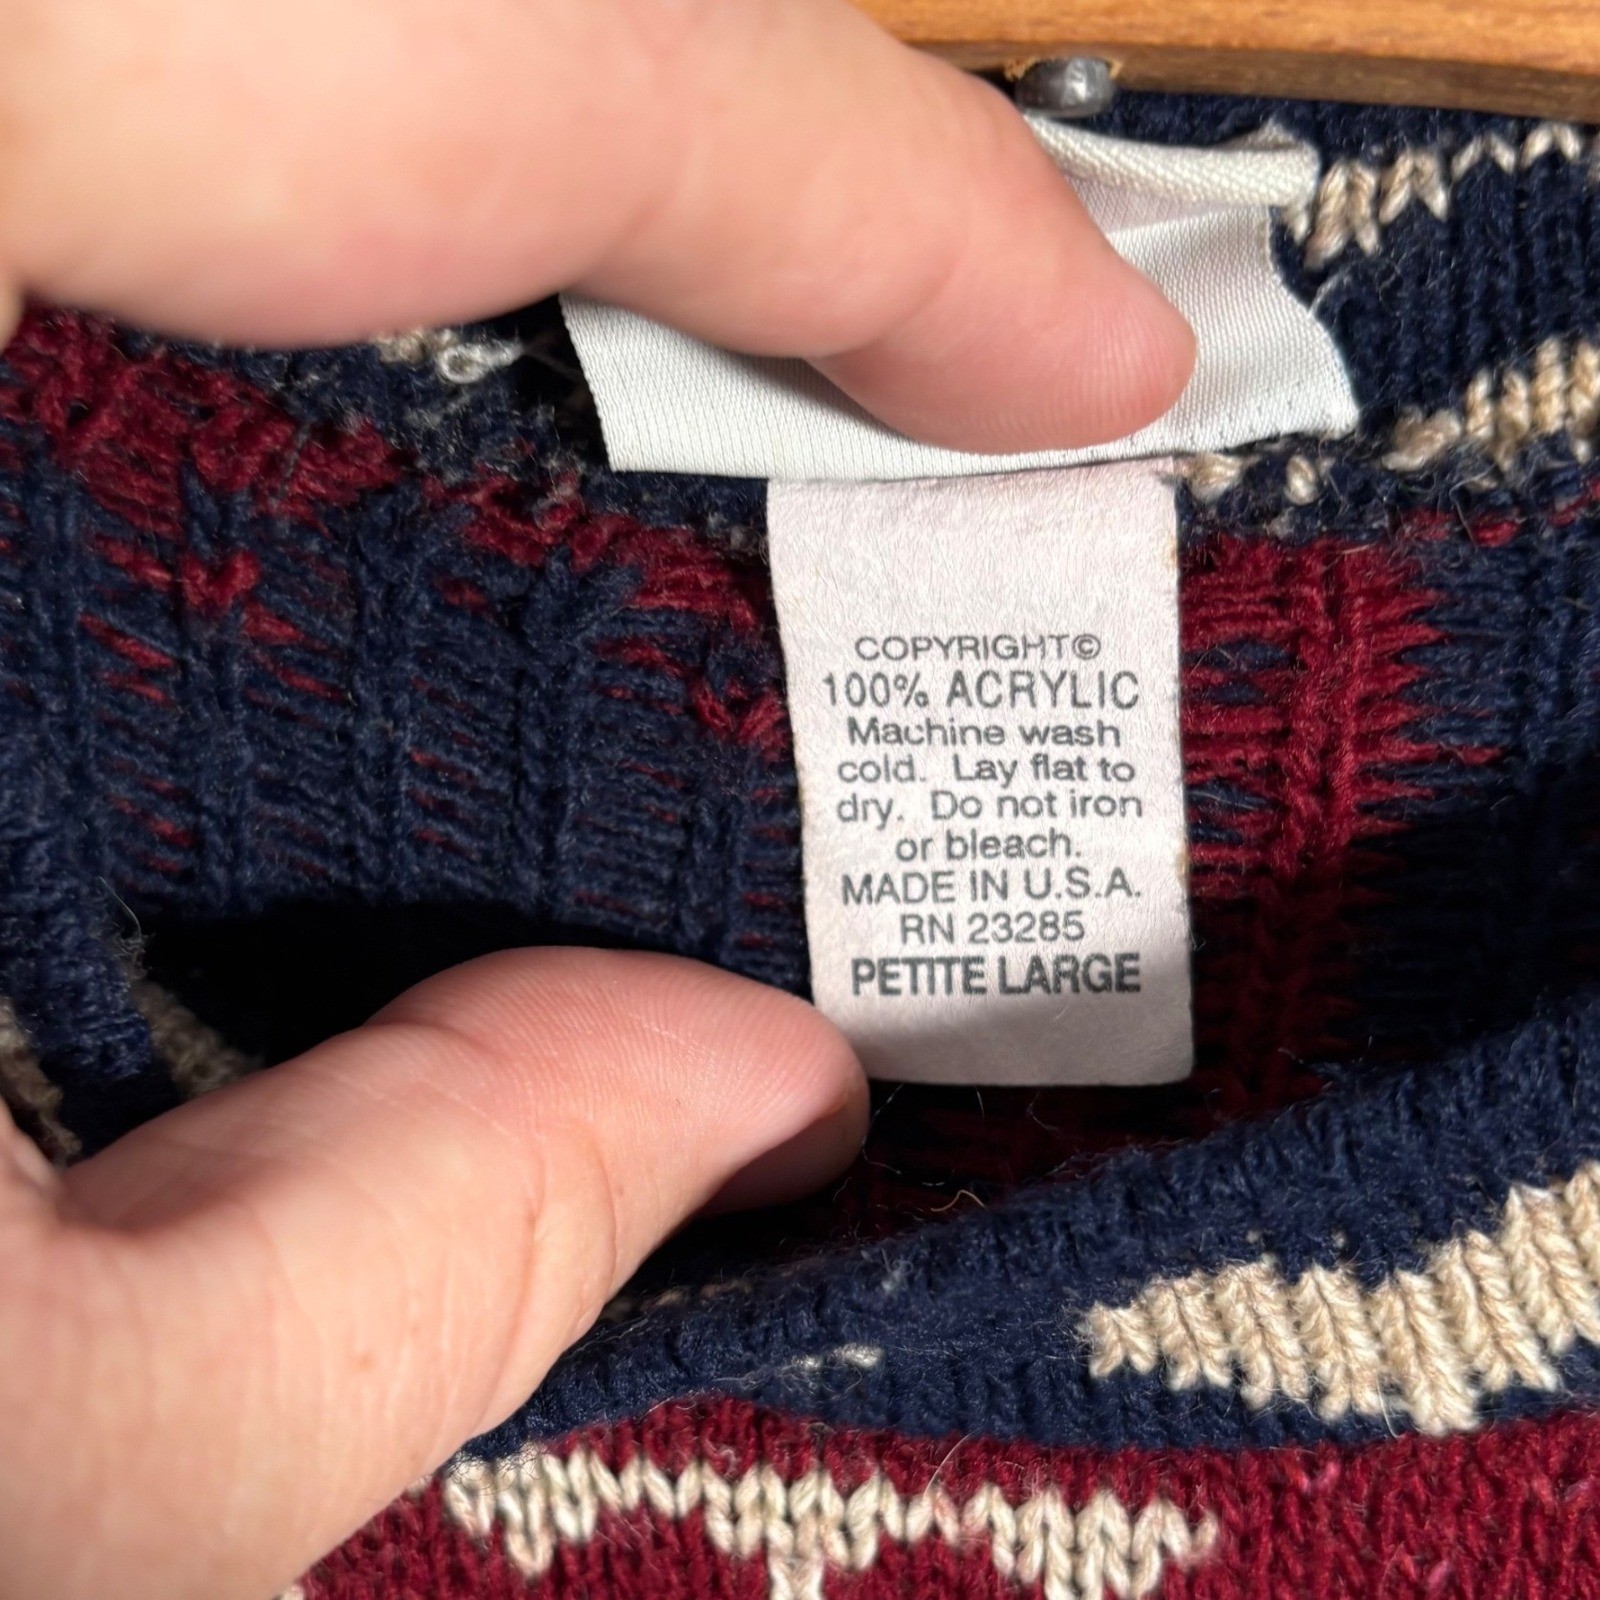 COPYRIGHT©
100% ACRYLIC
Machine wash
cold. Lay flat to
dry. Do not iron
or bleach.
MADE IN U.S.A.
RN 23285
PETITE LARGE